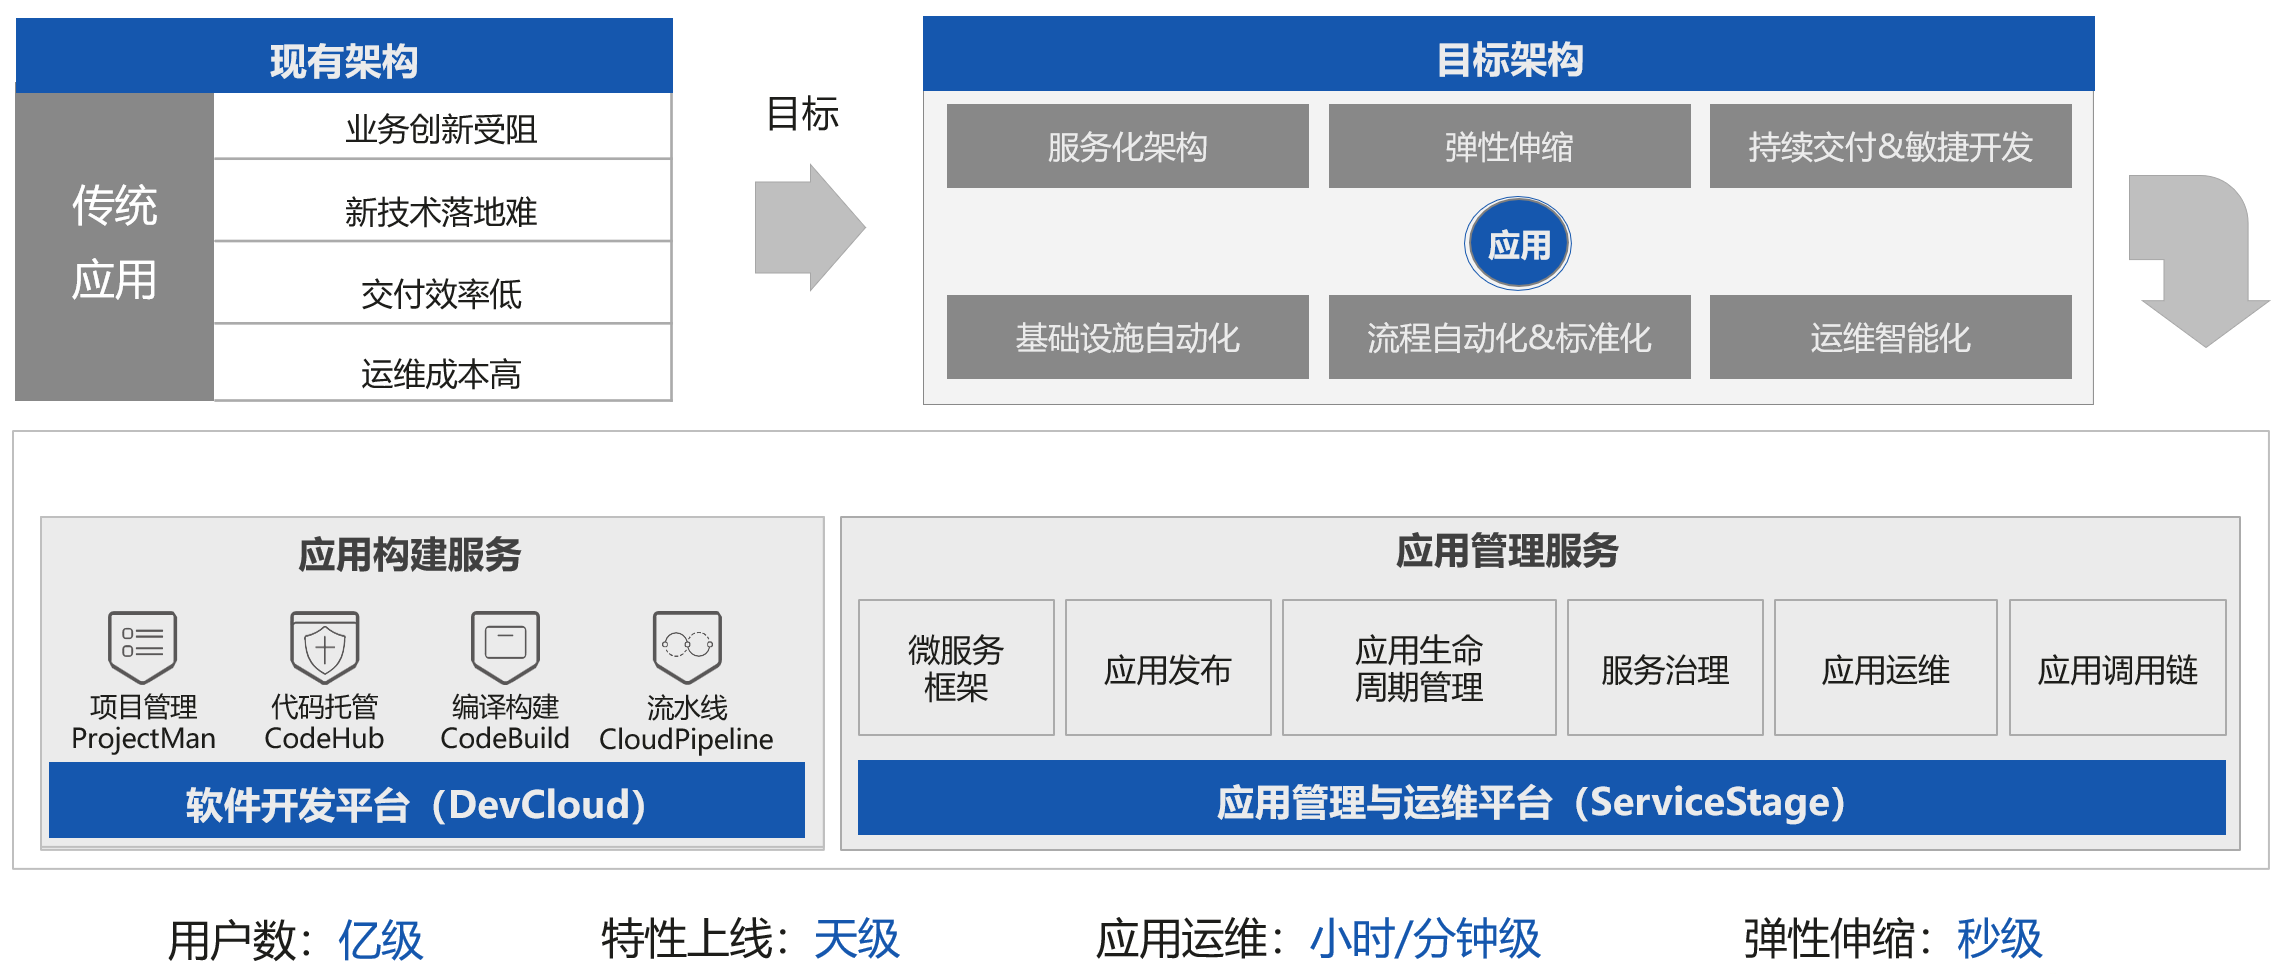 现有架构
传统
应用
业务创新受阻
新技术落地难
交付效率低
运维成本高
目标
目标架构
服务化架构
弹性伸缩
持续交付&敏捷开发
应用
基础设施自动化
流程自动化&标准化
运维智能化
应用构建服务
项目管理
ProjectMan
代码托管
CodeHub
编译构建
CodeBuild
流水线
CloudPipeline
软件开发平台（DevCloud）
应用管理服务
微服务
框架
应用发布
应用生命
周期管理
服务治理
应用运维
应用调用链
应用管理与运维平台（ServiceStage）
用户数：亿级
特性上线：天级
应用运维：小时/分钟级
弹性伸缩：秒级